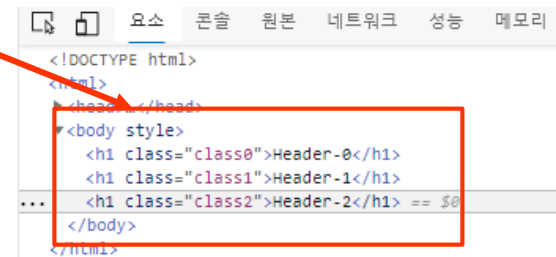 요소 콘솔 원본 네트워크 성능 메모리
<!DOCTYPE html>
<html>
▶<head>…</head>
▼<body style>
<h1 class="class0">Header-0</h1>
<h1 class="class1">Header-1</h1>
... <h1 class="class2">Header-2</h1> == $0
</body>
</html>